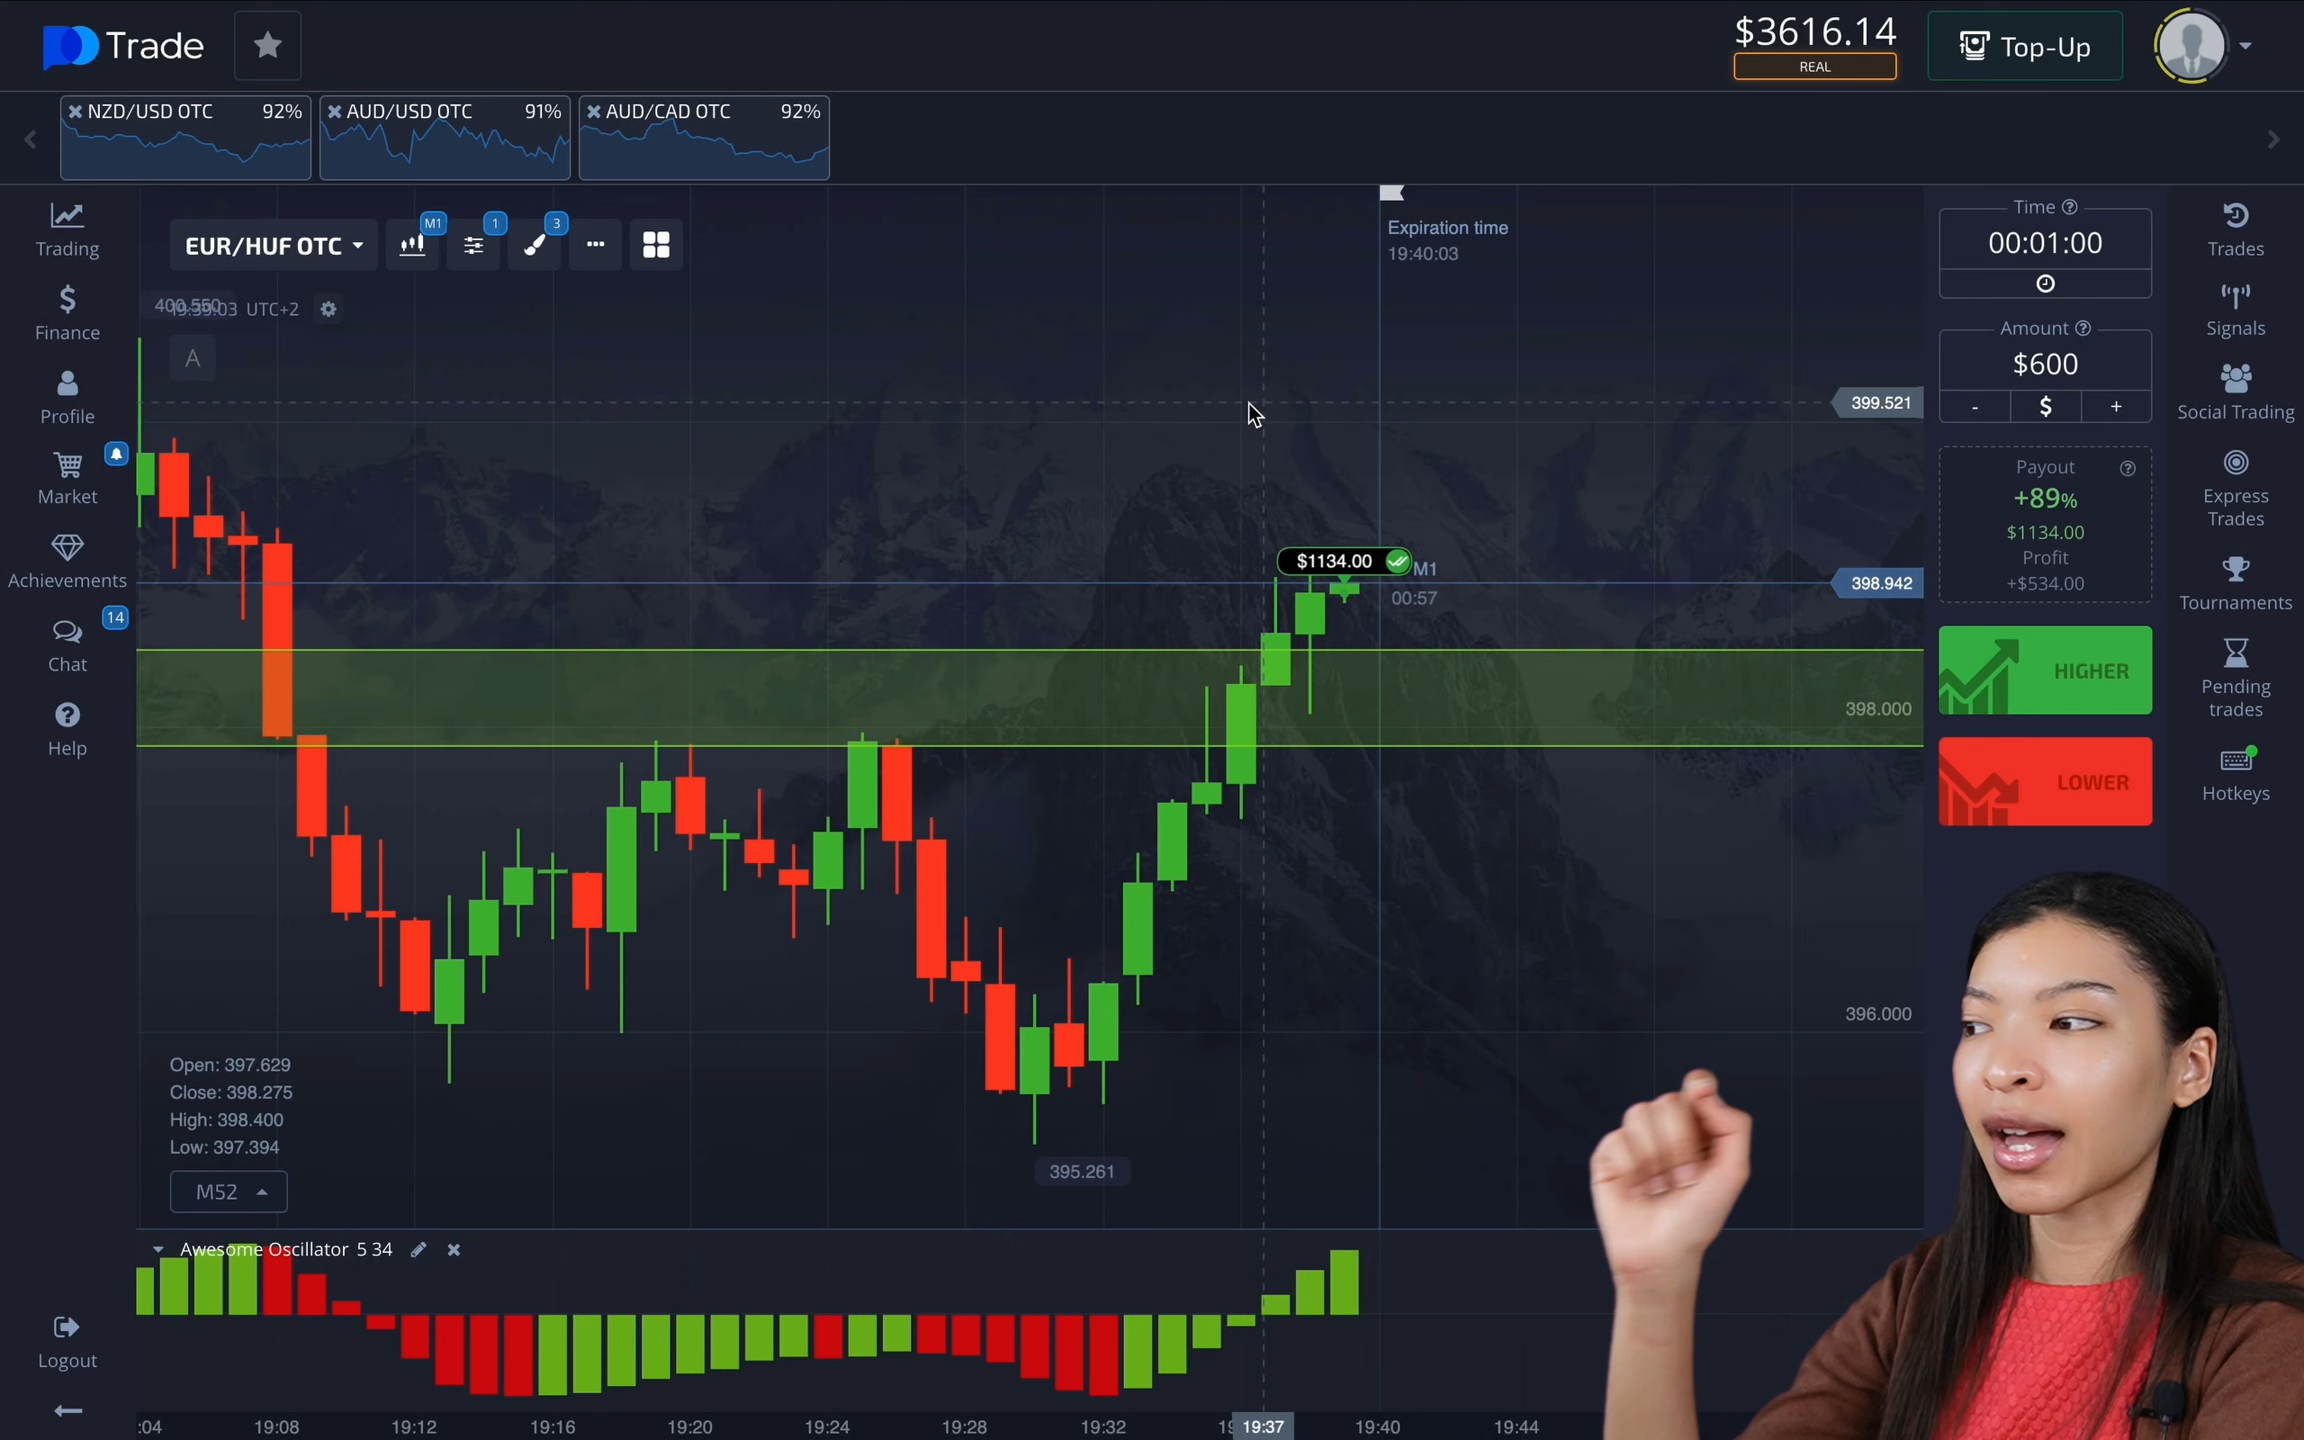 Trade
$3616.14
REAL
Top-Up
NZD/USD OTC 92%
AUD/USD OTC 91%
AUD/CAD OTC 92%
Trading
Finance
Profile
Market
Achievements
14
Chat
Help
Logout
EUR/HUF OTC
M1
1
3
400.550
19:39:03 UTC+2
A
Expiration time
19:40:03
399.521
$1134.00
M1
00:57
398.942
398.000
396.000
395.261
Open: 397.629
Close: 398.275
High: 398.400
Low: 397.394
M52
Awesome Oscillator 5 34
:04
19:08
19:12
19:16
19:20
19:24
19:28
19:32
19:37
19:40
19:44
Time
00:01:00
Amount
$600
- $ +
Payout
+89%
$1134.00
Profit
+$534.00
HIGHER
LOWER
Trades
Signals
Social Trading
Express
Trades
Tournaments
Pending
trades
Hotkeys